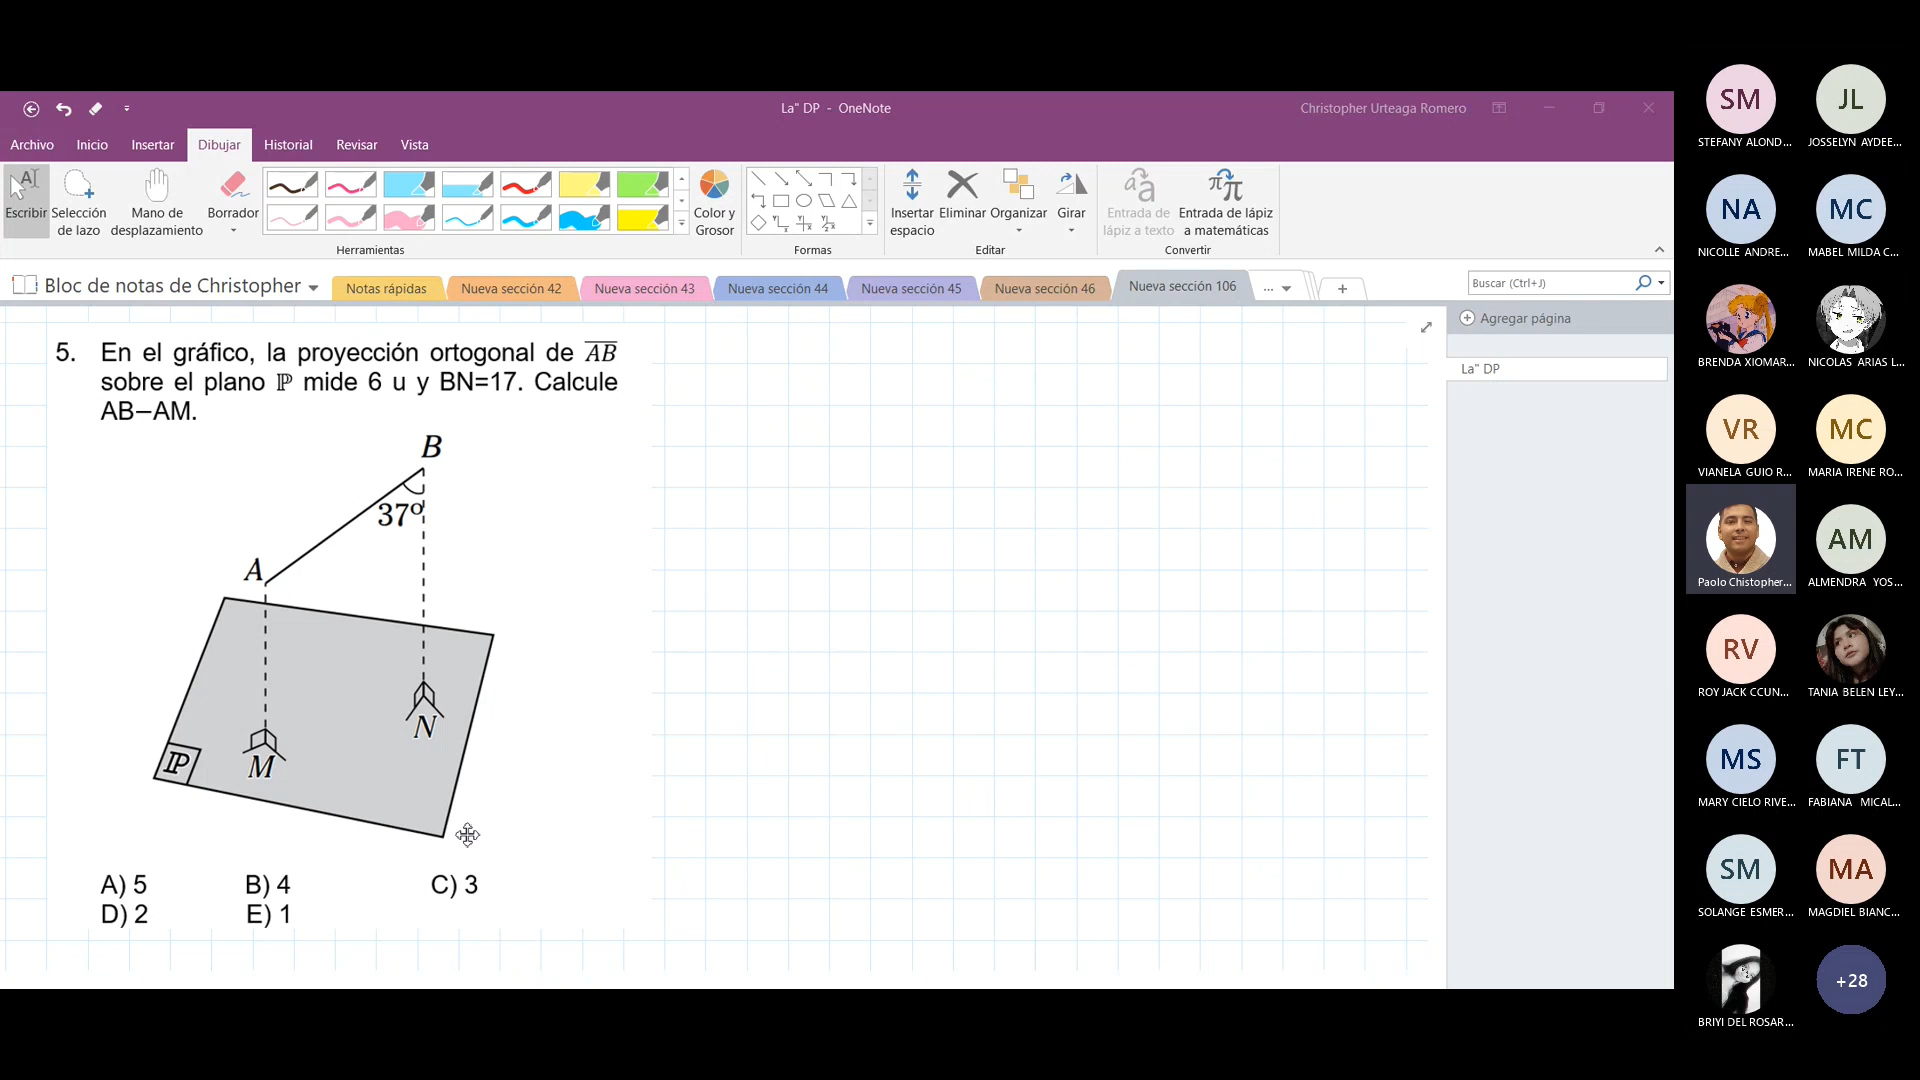 La" DP - OneNote
Christopher Urteaga Romero
Archivo Inicio Insertar Dibujar Historial Revisar Vista
Escribir
Selección de lazo
Mano de desplazamiento
Borrador
Herramientas
Color y Grosor
Formas
Insertar espacio
Eliminar
Organizar
Girar
Editar
Entrada de lápiz a texto
Entrada de lápiz a matemáticas
Convertir
Bloc de notas de Christopher
Notas rápidas
Nueva sección 42
Nueva sección 43
Nueva sección 44
Nueva sección 45
Nueva sección 46
Nueva sección 106
...
Buscar (Ctrl+J)
Agregar página
La" DP
5. En el gráfico, la proyección ortogonal de AB
sobre el plano ℙ mide 6 u y BN=17. Calcule
AB–AM.
B
37º
A
N
M
ℙ
A) 5 B) 4 C) 3
D) 2 E) 1
SM JL
STEFANY ALOND... JOSSELYN AYDEE...
NA MC
NICOLLE ANDRE... MABEL MILDA C...
BRENDA XIOMAR... NICOLAS ARIAS L...
VR MC
VIANELA GUIO R... MARIA IRENE RO...
AM
Paolo Chistopher... ALMENDRA YOS...
RV
ROY JACK CCUN... TANIA BELEN LEY...
MS FT
MARY CIELO RIVE... FABIANA MICAL...
SM MA
SOLANGE ESMER... MAGDIEL BIANC...
+28
BRIYI DEL ROSAR...